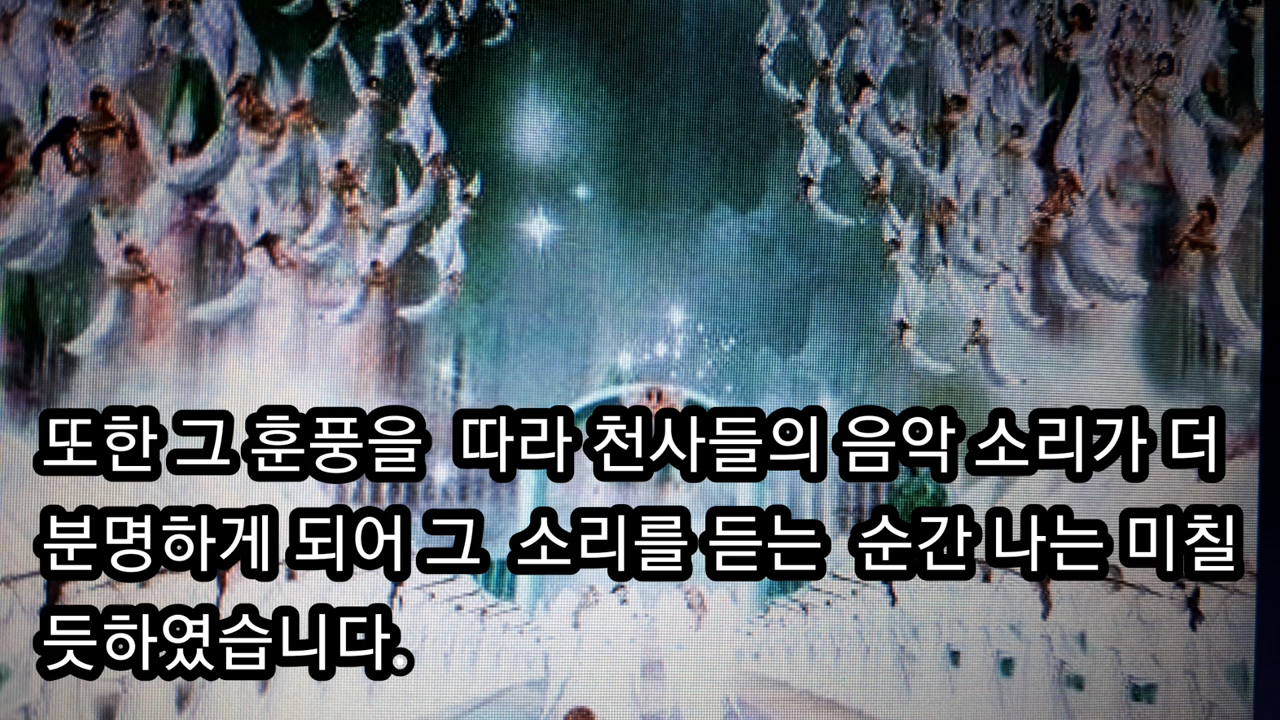 또한 그 훈풍을 따라 천사들의 음악 소리가 더
분명하게 되어 그 소리를 듣는 순간 나는 미칠
듯하였습니다.